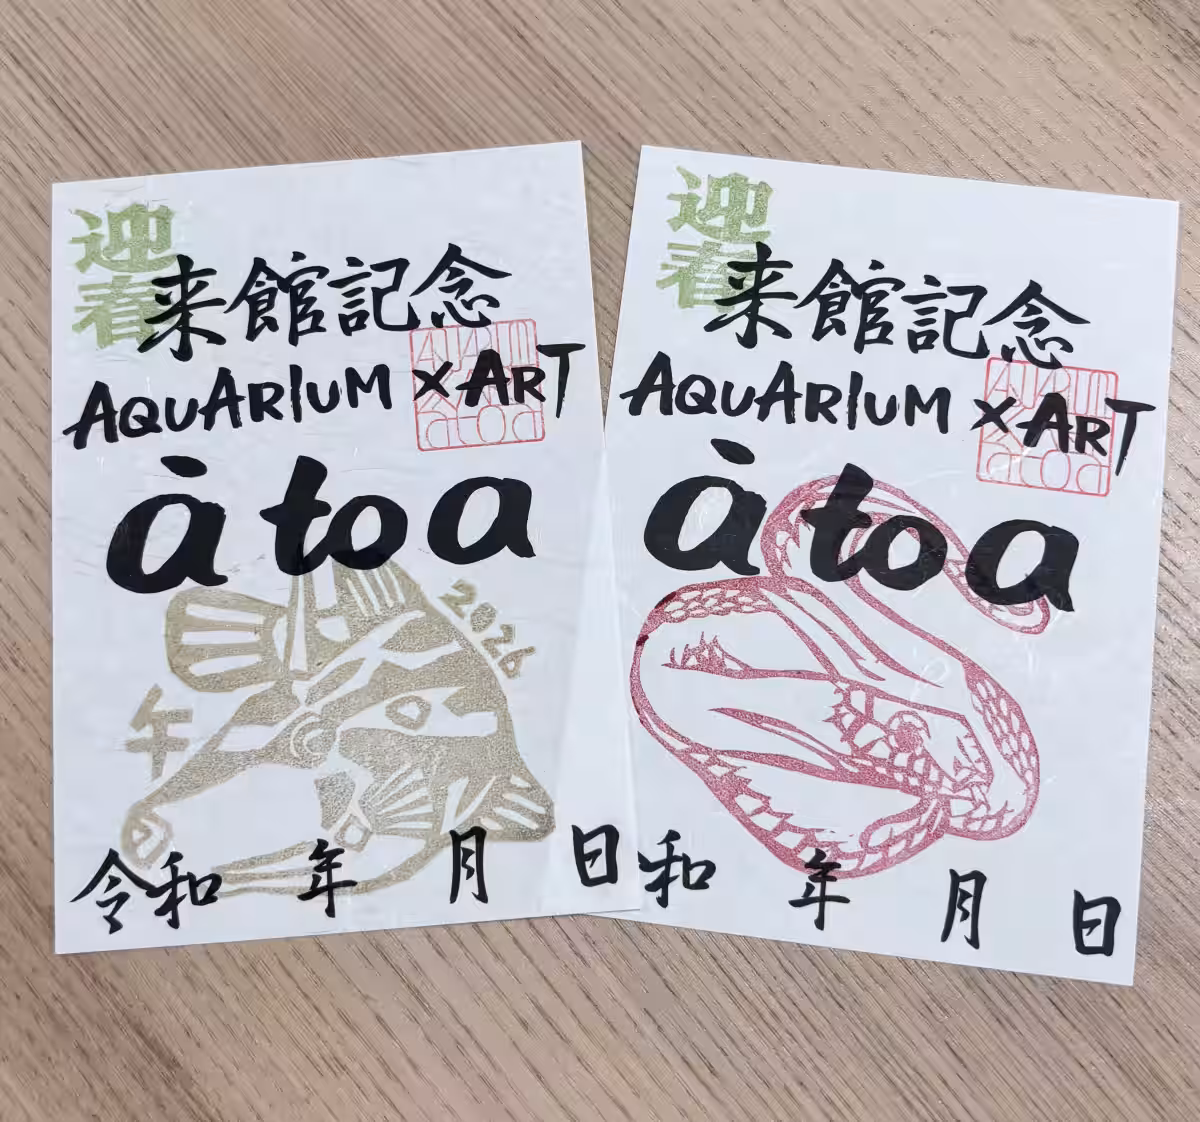 迎春
来館記念
AQUARIUM × ART
àtoa
2026
午
令和 年 月 日
迎春
来館記念
AQUARIUM × ART
àtoa
和 年 月 日